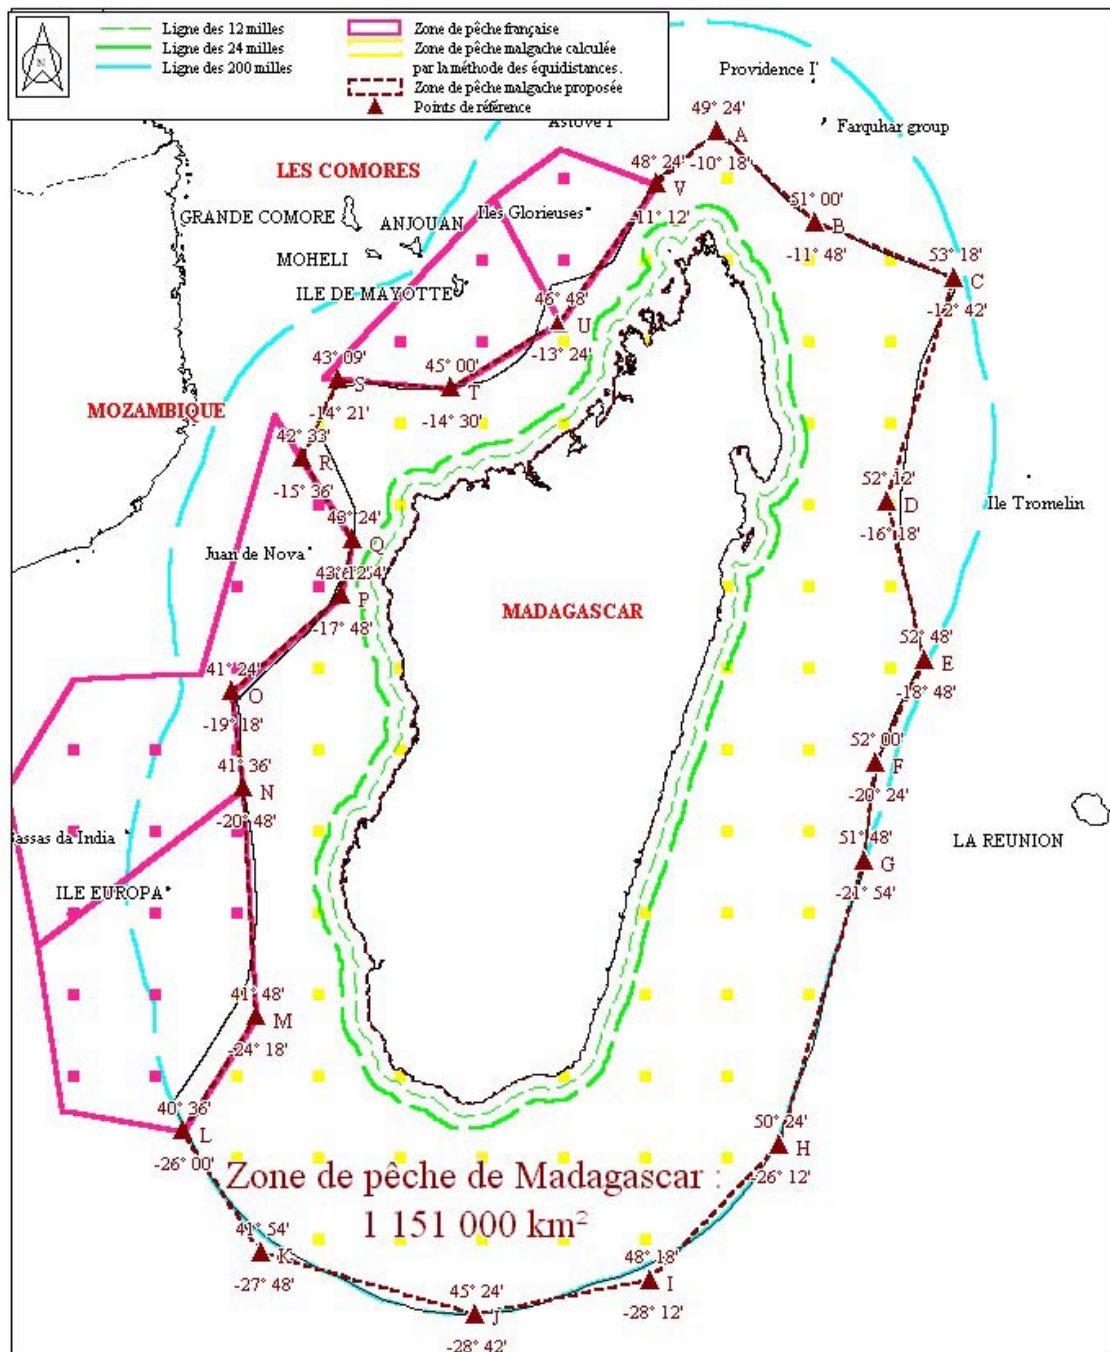 N
Ligne des 12 milles
Ligne des 24 milles
Ligne des 200 milles
Zone de pêche française
Zone de pêche malgache calculée
par la méthode des équidistances.
Zone de pêche malgache proposée
Points de référence
Providence I
Farquhar group
49° 24'
A
-10° 18'
LES COMORES
48° 24'
V
-11° 12'
51° 00'
B
-11° 48'
GRANDE COMORE
ANJOUAN
Iles Glorieuses
MOHELI
53° 18'
C
-12° 42'
ILE DE MAYOTTE
46° 48'
U
-13° 24'
43° 09'
S
-14° 21'
45° 00'
T
-14° 30'
MOZAMBIQUE
42° 33'
R
-15° 36'
52° 12'
D
-16° 18'
Ile Tromelin
43° 24'
Q
Juan de Nova
P
-17° 48'
MADAGASCAR
52° 48'
E
-18° 48'
41° 24'
O
-19° 18'
52° 00'
F
-20° 24'
41° 36'
N
-20° 48'
51° 48'
G
-21° 54'
da India
LA REUNION
ILE EUROPA
41° 48'
M
-24° 18'
40° 36'
L
-26° 00'
50° 24'
H
-26° 12'
Zone de pêche de Madagascar :
1 151 000 km²
41° 54'
K
-27° 48'
48° 18'
I
-28° 12'
45° 24'
J
-28° 42'